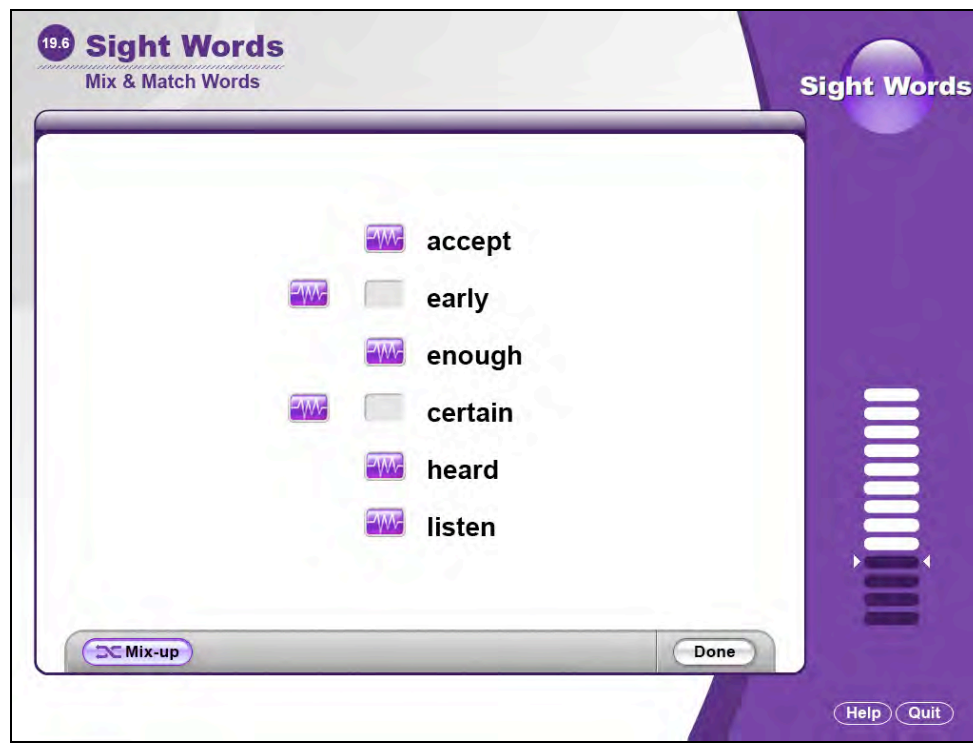 19.6 Sight Words
Mix & Match Words
Sight Words
accept
early
enough
certain
heard
listen
Mix-up
Done
Help
Quit